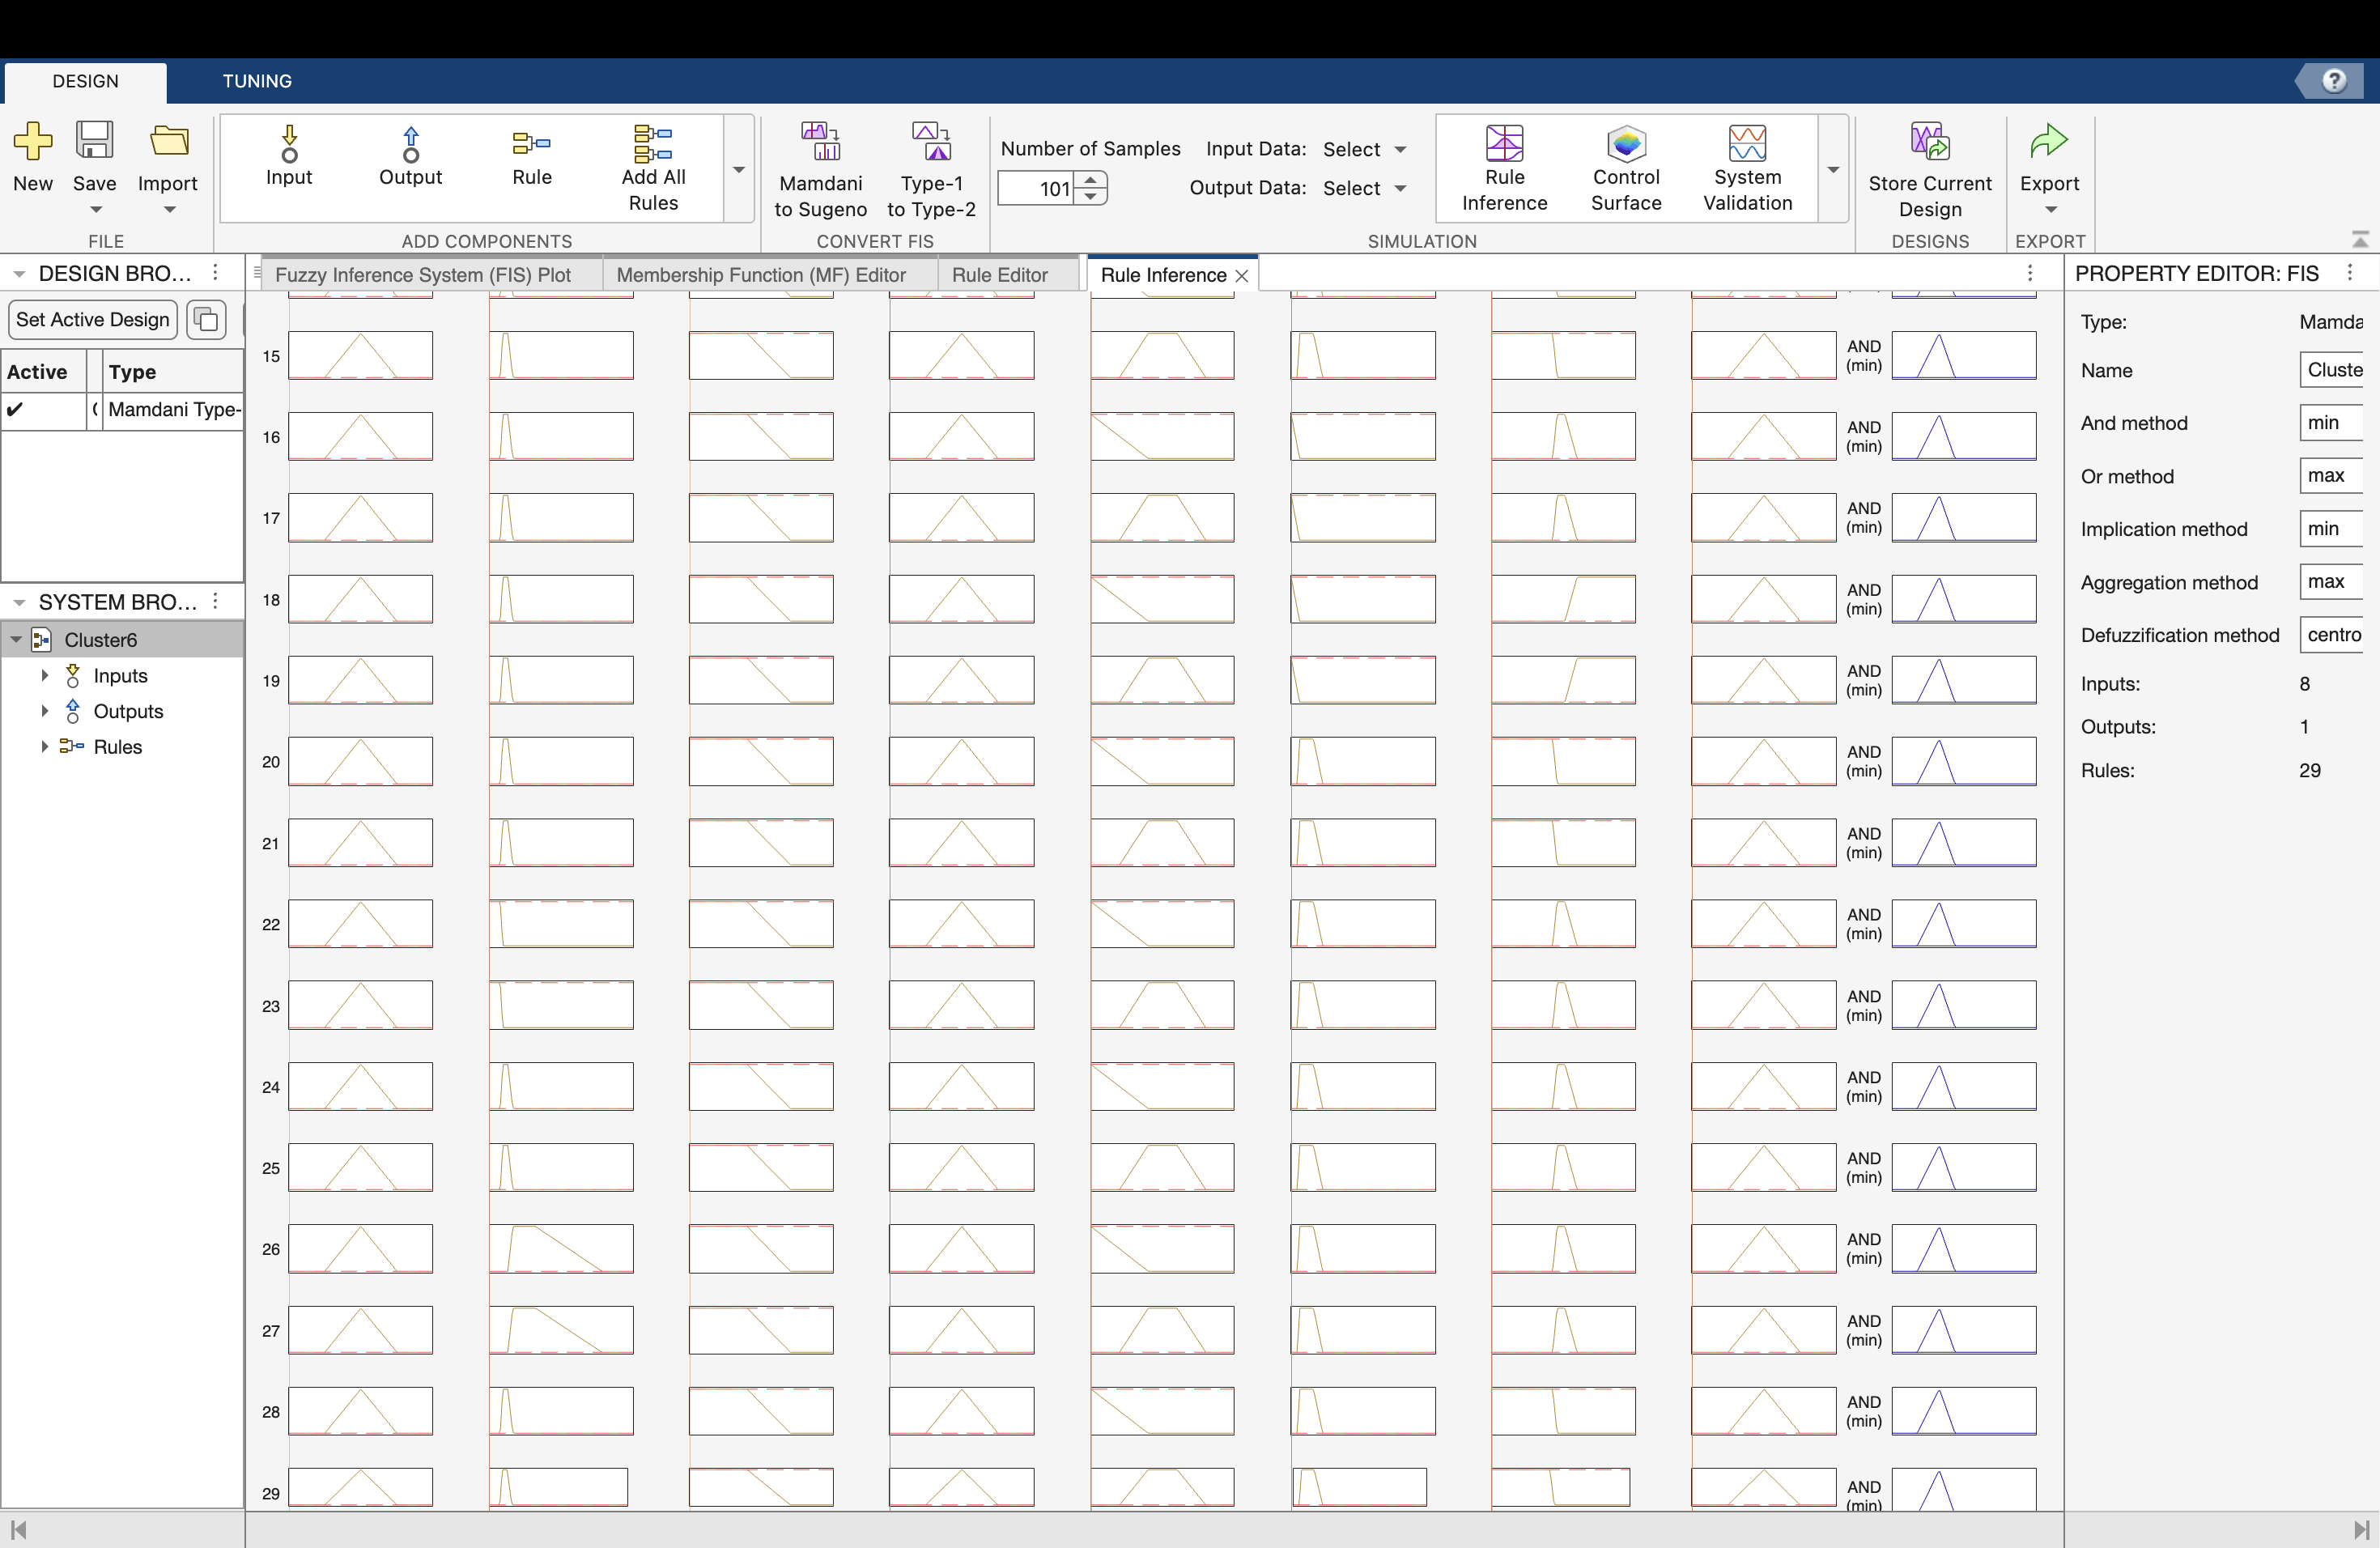 DESIGN
TUNING
New
Save
Import
FILE
Input
Output
Rule
Add All
Rules
ADD COMPONENTS
Mamdani
to Sugeno
Type-1
to Type-2
CONVERT FIS
Number of Samples
101
Input Data: Select
Output Data: Select
Rule
Inference
Control
Surface
System
Validation
SIMULATION
Store Current
Design
DESIGNS
Export
EXPORT
DESIGN BRO...
Set Active Design
Active
Type
Mamdani Type-
SYSTEM BRO...
Cluster6
Inputs
Outputs
Rules
Fuzzy Inference System (FIS) Plot
Membership Function (MF) Editor
Rule Editor
Rule Inference
15 AND
(min)
16 AND
(min)
17 AND
(min)
18 AND
(min)
19 AND
(min)
20 AND
(min)
21 AND
(min)
22 AND
(min)
23 AND
(min)
24 AND
(min)
25 AND
(min)
26 AND
(min)
27 AND
(min)
28 AND
(min)
29 AND
(min)
PROPERTY EDITOR: FIS
Type: Mamda
Name Cluste
And method min
Or method max
Implication method min
Aggregation method max
Defuzzification method centro
Inputs: 8
Outputs: 1
Rules: 29